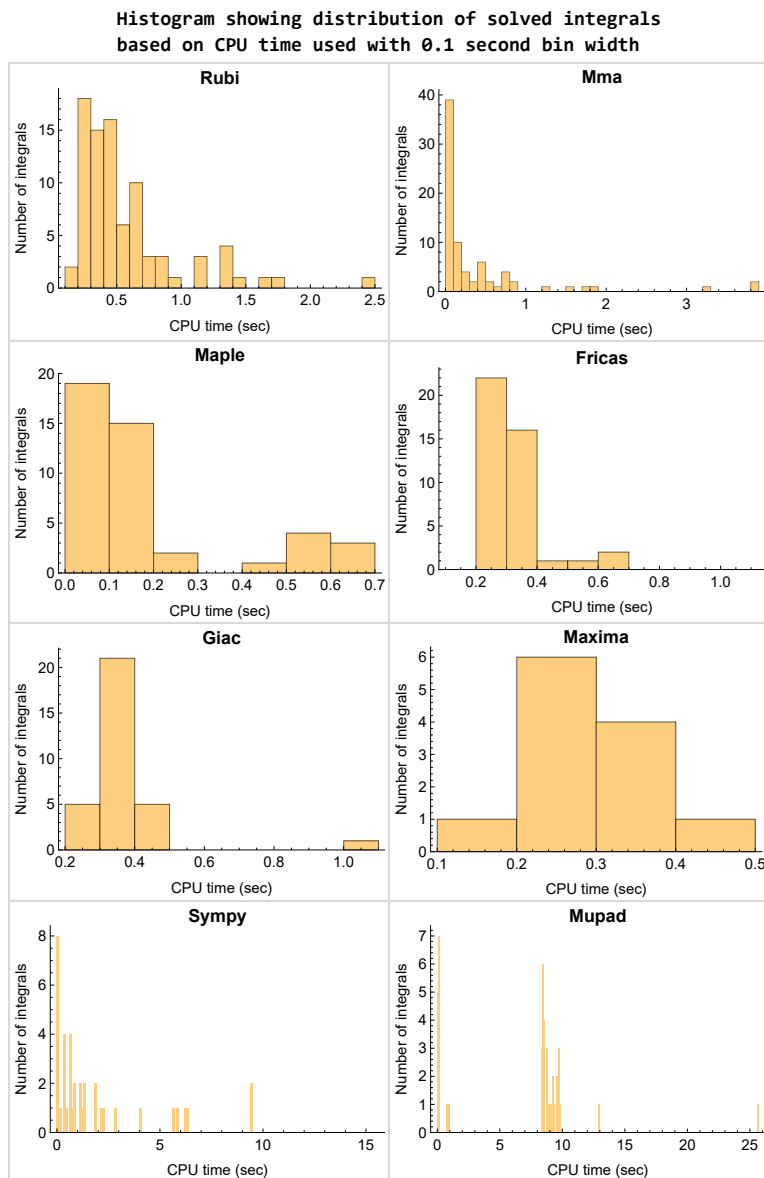 Histogram showing distribution of solved integrals
based on CPU time used with 0.1 second bin width
Rubi
Number of integrals
15
10
5
0
0.5 1.0 1.5 2.0 2.5
CPU time (sec)
Mma
Number of integrals
40
30
20
10
0
0 1 2 3
CPU time (sec)
Maple
Number of integrals
20
15
10
5
0
0.0 0.1 0.2 0.3 0.4 0.5 0.6 0.7
CPU time (sec)
Fricas
Number of integrals
20
15
10
5
0
0.2 0.4 0.6 0.8 1.0
CPU time (sec)
Giac
Number of integrals
20
15
10
5
0
0.2 0.4 0.6 0.8 1.0
CPU time (sec)
Maxima
Number of integrals
6
5
4
3
2
1
0
0.1 0.2 0.3 0.4 0.5
CPU time (sec)
Sympy
Number of integrals
8
6
4
2
0
0 5 10 15
CPU time (sec)
Mupad
Number of integrals
7
6
5
4
3
2
1
0
0 5 10 15 20 25
CPU time (sec)